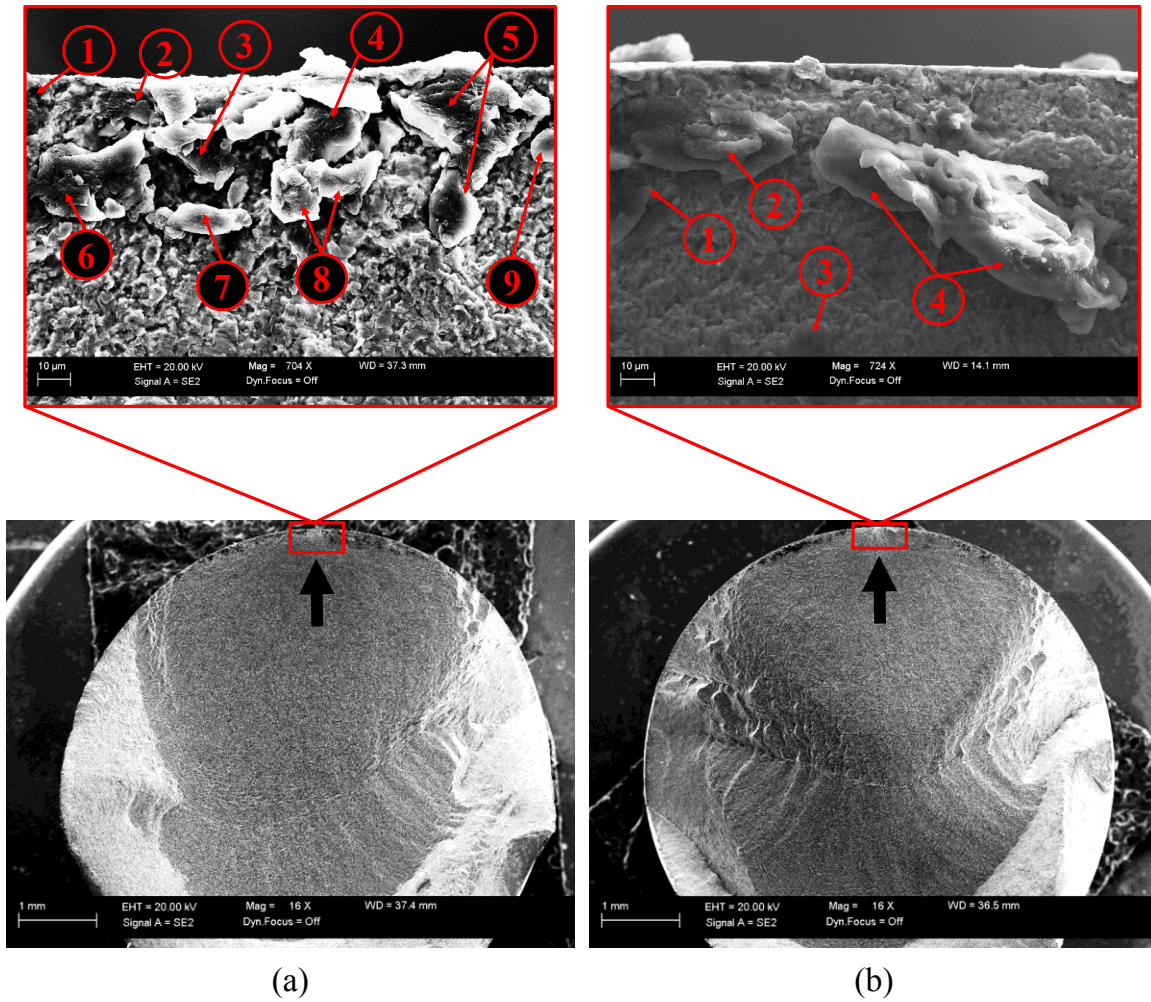 1 2 3 4 5
6 7 8 9
10 µm EHT = 20.00 kV Mag = 704 X WD = 37.3 mm
Signal A = SE2 Dyn.Focus = Off
2
1
3
4
10 µm EHT = 20.00 kV Mag = 724 X WD = 14.1 mm
Signal A = SE2 Dyn.Focus = Off
1 mm EHT = 20.00 kV Mag = 16 X WD = 37.4 mm
Signal A = SE2 Dyn.Focus = Off
1 mm EHT = 20.00 kV Mag = 16 X WD = 36.5 mm
Signal A = SE2 Dyn.Focus = Off
(a)
(b)